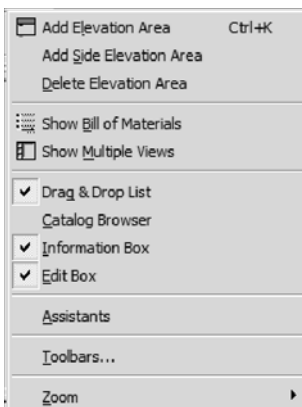 Add Elevation Area Ctrl+K
Add Side Elevation Area
Delete Elevation Area
Show Bill of Materials
Show Multiple Views
Drag & Drop List
Catalog Browser
Information Box
Edit Box
Assistants
Toolbars...
Zoom